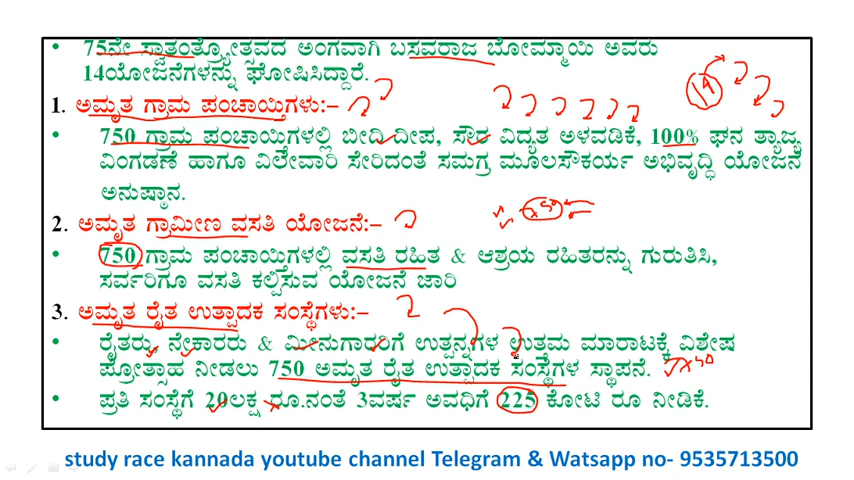 • 75ನೇ ಸ್ವಾತಂತ್ರ್ಯೋತ್ಸವದ ಅಂಗವಾಗಿ ಬಸವರಾಜ ಬೋಮ್ಮಾಯಿ ಅವರು
14ಯೋಜನೆಗಳನ್ನು ಘೋಷಿಸಿದ್ದಾರೆ.
14
1. ಅಮೃತ ಗ್ರಾಮ ಪಂಚಾಯ್ತಿಗಳು:-
• 750 ಗ್ರಾಮ ಪಂಚಾಯ್ತಿಗಳಲ್ಲಿ ಬೀದಿ ದೀಪ, ಸೌರ ವಿದ್ಯತ ಅಳವಡಿಕೆ, 100% ಘನ ತ್ಯಾಜ್ಯ
ವಿಂಗಡಣೆ ಹಾಗೂ ವಿಲೇವಾರಿ ಸೇರಿದಂತೆ ಸಮಗ್ರ ಮೂಲಸೌಕರ್ಯ ಅಭಿವೃದ್ಧಿ ಯೋಜನೆ
ಅನುಷ್ಠಾನ.
2. ಅಮೃತ ಗ್ರಾಮೀಣ ವಸತಿ ಯೋಜನೆ:-
• 750 ಗ್ರಾಮ ಪಂಚಾಯ್ತಿಗಳಲ್ಲಿ ವಸತಿ ರಹಿತ & ಆಶ್ರಯ ರಹಿತರನ್ನು ಗುರುತಿಸಿ,
ಸರ್ವರಿಗೂ ವಸತಿ ಕಲ್ಪಿಸುವ ಯೋಜನೆ ಜಾರಿ
3. ಅಮೃತ ರೈತ ಉತ್ಪಾದಕ ಸಂಸ್ಥೆಗಳು:-
• ರೈತರು, ನೇಕಾರರು & ಮೀನುಗಾರರಿಗೆ ಉತ್ಪನ್ನಗಳ ಉತ್ತಮ ಮಾರಾಟಕ್ಕೆ ವಿಶೇಷ
ಪ್ರೋತ್ಸಾಹ ನೀಡಲು 750 ಅಮೃತ ರೈತ ಉತ್ಪಾದಕ ಸಂಸ್ಥೆಗಳ ಸ್ಥಾಪನೆ.
• ಪ್ರತಿ ಸಂಸ್ಥೆಗೆ 20ಲಕ್ಷ ರೂ.ನಂತೆ 3ವರ್ಷ ಅವಧಿಗೆ 225 ಕೋಟಿ ರೂ ನೀಡಿಕೆ.
study race kannada youtube channel Telegram & Watsapp no- 9535713500